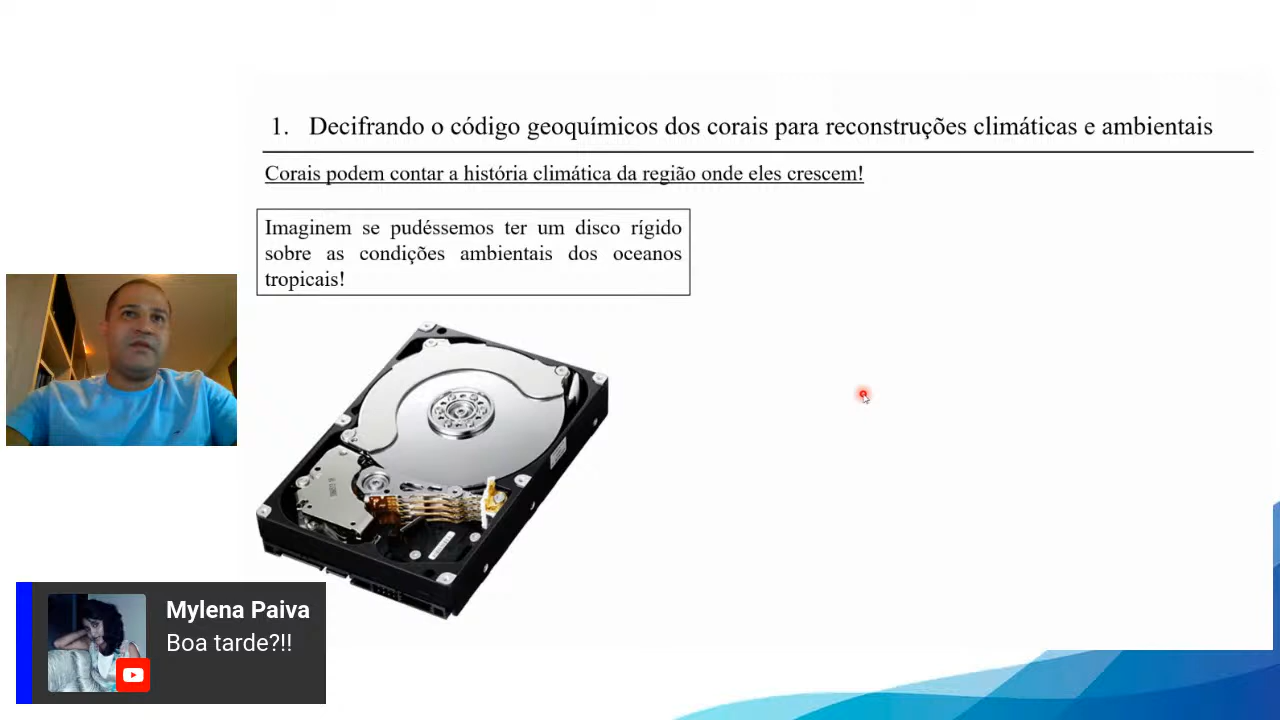 1. Decifrando o código geoquímicos dos corais para reconstruções climáticas e ambientais
Corais podem contar a história climática da região onde eles crescem!
Imaginem se pudéssemos ter um disco rígido
sobre as condições ambientais dos oceanos
tropicais!
Mylena Paiva
Boa tarde?!!